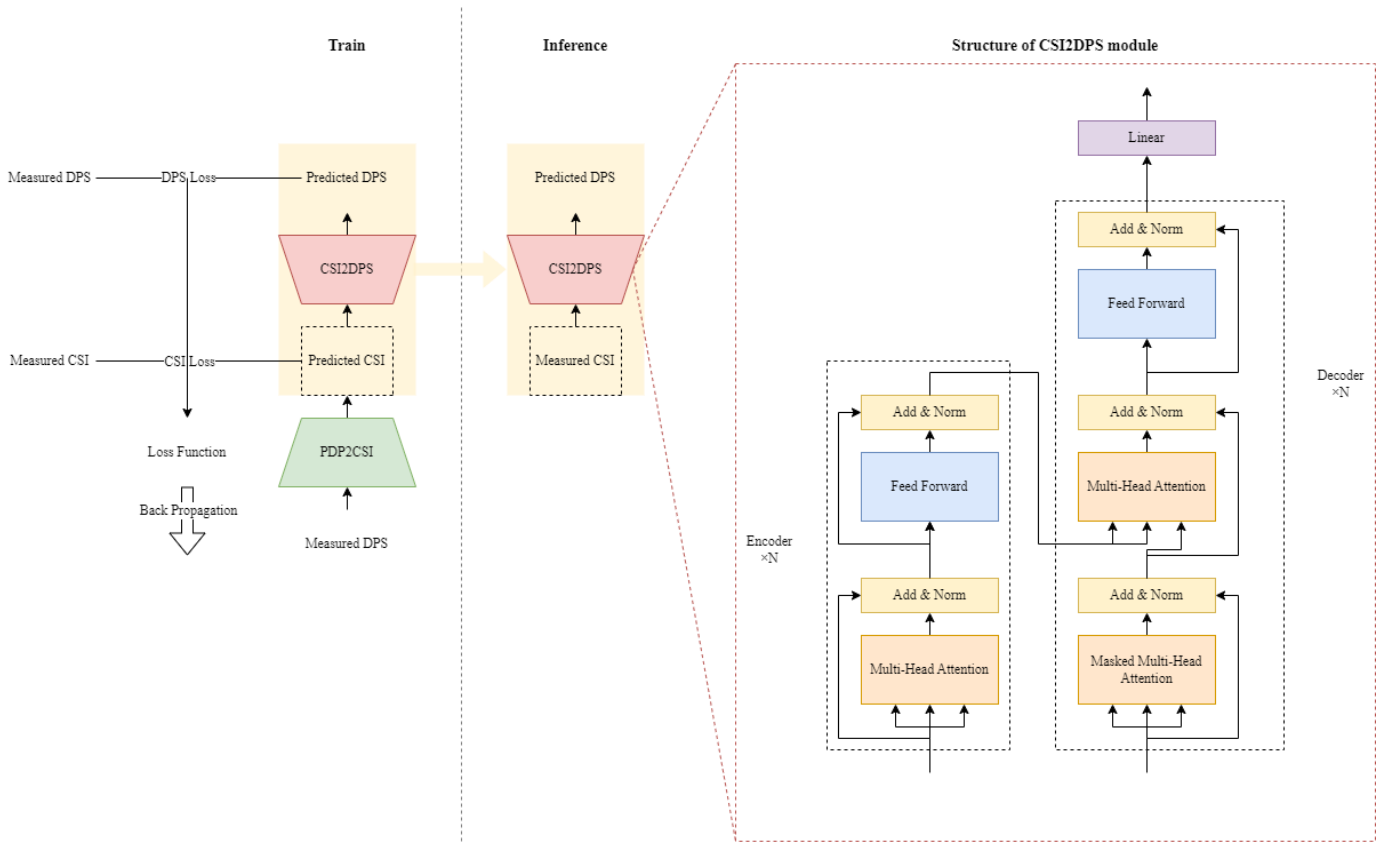 Train
Inference
Structure of CSI2DPS module
Linear
Measured DPS
DPS Loss
Predicted DPS
Predicted DPS
Add & Norm
CSI2DPS
CSI2DPS
Feed Forward
Measured CSI
CSI Loss
Predicted CSI
Measured CSI
Decoder
×N
Add & Norm
Add & Norm
Loss Function
PDP2CSI
Feed Forward
Multi-Head Attention
Back Propagation
Measured DPS
Encoder
×N
Add & Norm
Add & Norm
Multi-Head Attention
Masked Multi-Head
Attention